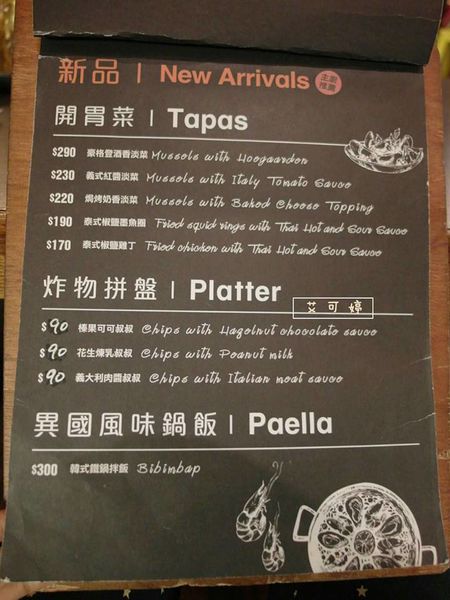 新品 | New Arrivals 主廚推薦
開胃菜 | Tapas
$290 豪格登酒香淡菜 Mussels with Hoegaarden
$230 義式紅醬淡菜 Mussels with Italy Tomato Sauce
$220 焗烤奶香淡菜 Mussels with Baked Cheese Topping
$190 泰式椒鹽墨魚圈 Fried squid rings with Thai Hot and Sour Sauce
$170 泰式椒鹽雞丁 Fried chicken with Thai Hot and Sour Sauce
炸物拼盤 | Platter
艾可婷
$90 榛果可可叔叔 Chips with Hazelnut chocolate sauce
$90 花生煉乳叔叔 Chips with Peanut milk
$90 義大利肉醬叔叔 Chips with Italian meat sauce
異國風味鍋飯 | Paella
$300 韓式鐵鍋拌飯 Bibimbap